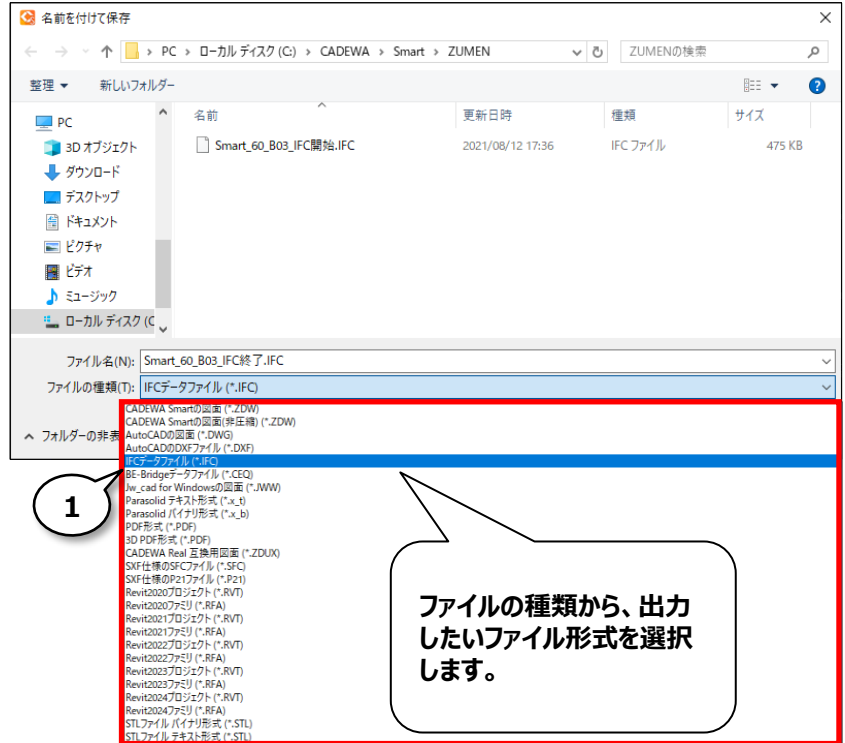 名前を付けて保存
PC › ローカル ディスク (C:) › CADEWA › Smart › ZUMEN
ZUMENの検索
整理 新しいフォルダー
名前 更新日時 種類 サイズ
PC
3D オブジェクト
ダウンロード
デスクトップ
ドキュメント
ピクチャ
ビデオ
ミュージック
ローカル ディスク (C
Smart_60_B03_IFC開始.IFC 2021/08/12 17:36 IFC ファイル 475 KB
ファイル名(N): Smart_60_B03_IFC終了.IFC
ファイルの種類(T): IFCデータファイル (*.IFC)
フォルダーの非表
CADEWA Smartの図面 (*.ZDW)
CADEWA Smartの図面(非圧縮) (*.ZDW)
AutoCADの図面 (*.DWG)
AutoCADのDXFファイル (*.DXF)
IFCデータファイル (*.IFC)
BE-Bridgeデータファイル (*.CEQ)
Jw_cad for Windowsの図面 (*.JWW)
Parasolid テキスト形式 (*.x_t)
Parasolid バイナリ形式 (*.x_b)
PDF形式 (*.PDF)
3D PDF形式 (*.PDF)
CADEWA Real 互換用図面 (*.ZDUX)
SXF仕様のSFCファイル (*.SFC)
SXF仕様のP21ファイル (*.P21)
Revit2020プロジェクト (*.RVT)
Revit2020ファミリ (*.RFA)
Revit2021プロジェクト (*.RVT)
Revit2021ファミリ (*.RFA)
Revit2022プロジェクト (*.RVT)
Revit2022ファミリ (*.RFA)
Revit2023プロジェクト (*.RVT)
Revit2023ファミリ (*.RFA)
Revit2024プロジェクト (*.RVT)
Revit2024ファミリ (*.RFA)
STLファイル バイナリ形式 (*.STL)
STLファイル テキスト形式 (*.STL)
1
ファイルの種類から、出力
したいファイル形式を選択
します。